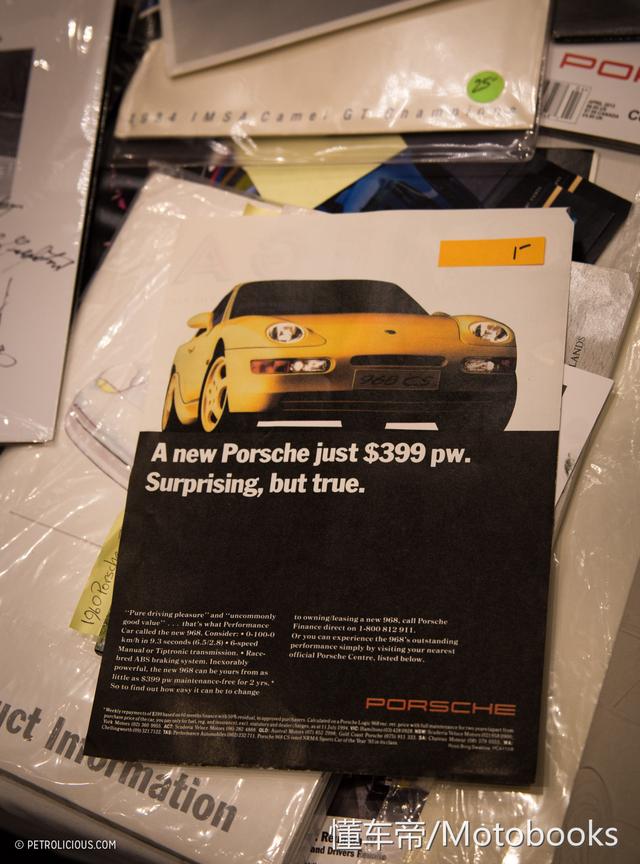 25
1984 IMSA Camel GT Champions
POR
1-
968 CS
LANDS
A new Porsche just $399 pw.
Surprising, but true.
1960 Porsche
"Pure driving pleasure" and "uncommonly
good value" . . . that's what Performance
Car called the new 968. Consider: • 0-100-0
km/h in 9.3 seconds (6.5/2.8) • 6-speed
Manual or Tiptronic transmission. • Race-
bred ABS braking system. Inexorably
powerful, the new 968 can be yours from as
little as $399 pw maintenance-free for 2 yrs.*
So to find out how easy it can be to change
to owning/leasing a new 968, call Porsche
Finance direct on 1-800 812 911.
Or you can experience the 968's outstanding
performance simply by visiting your nearest
official Porsche Centre, listed below.
PORSCHE
uct Information
and Drivers
懂车帝/Motobooks
© PETROLICIOUS.COM